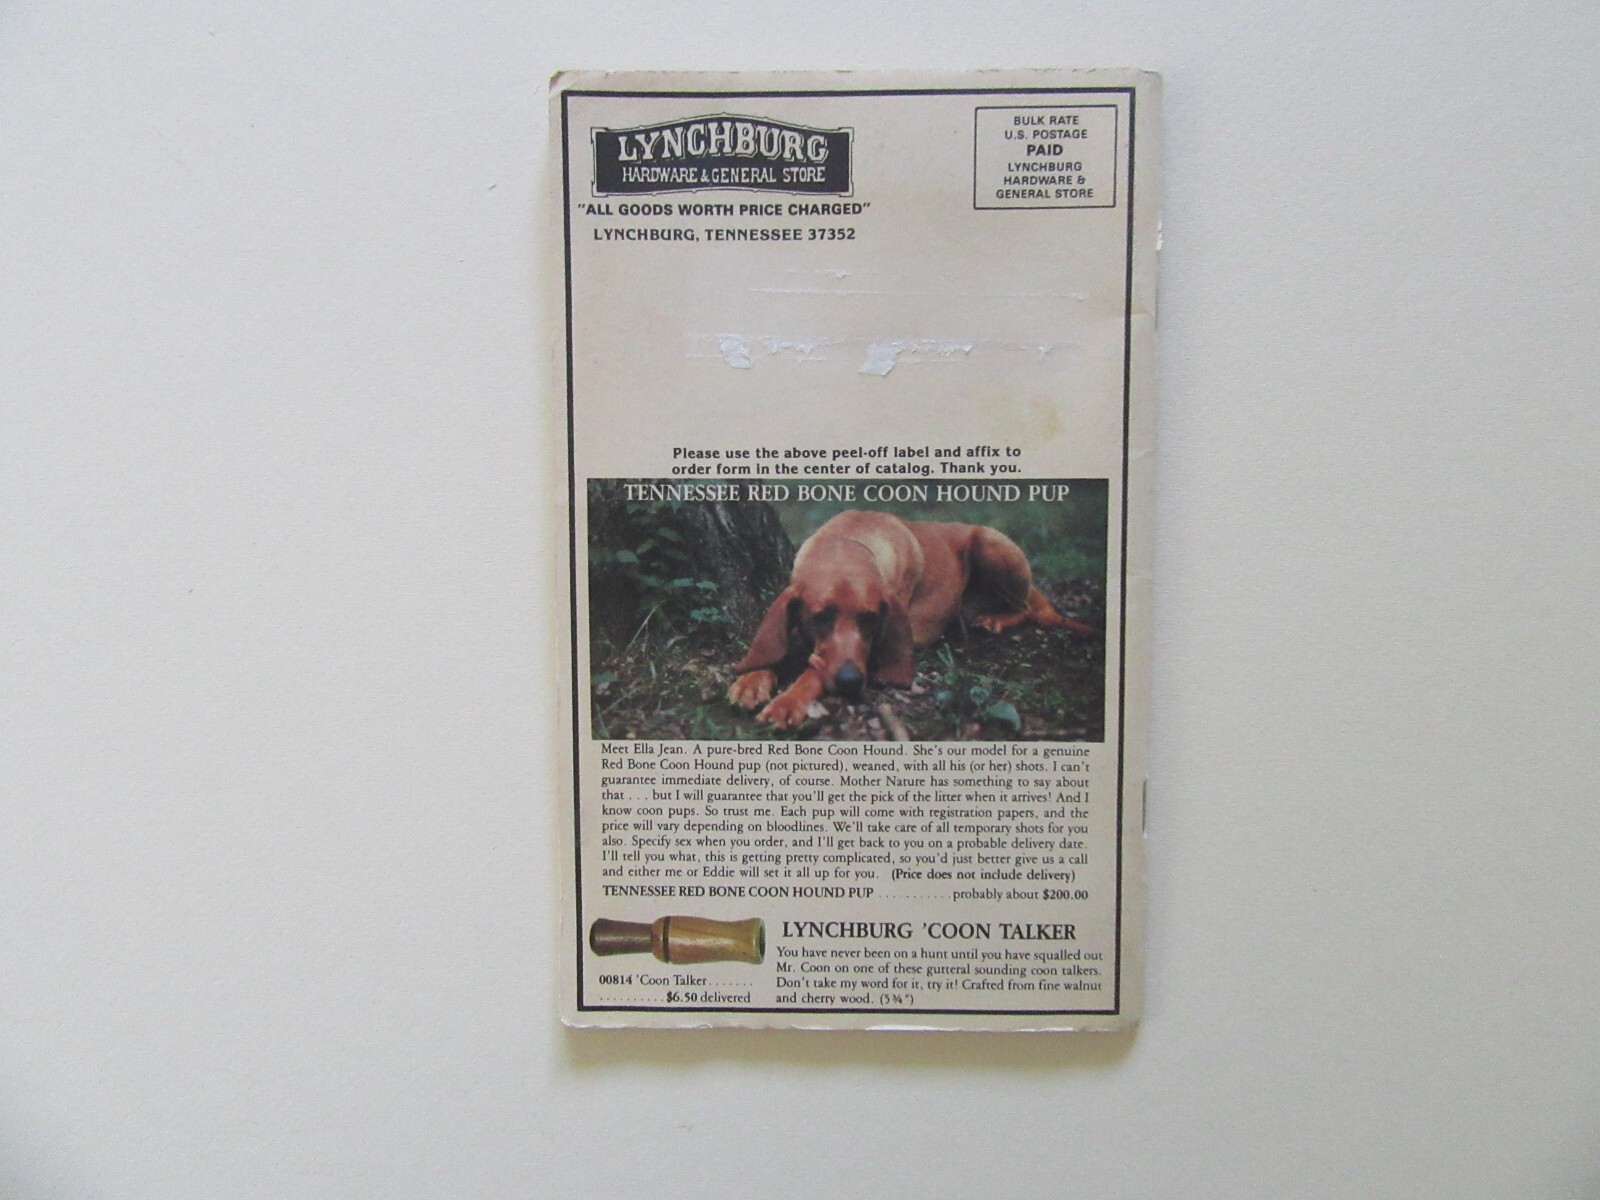 LYNCHBURG
HARDWARE & GENERAL STORE
"ALL GOODS WORTH PRICE CHARGED"
LYNCHBURG, TENNESSEE 37352
BULK RATE
U.S. POSTAGE
PAID
LYNCHBURG
HARDWARE &
GENERAL STORE
Please use the above peel-off label and affix to
order form in the center of catalog. Thank you.
TENNESSEE RED BONE COON HOUND PUP
Meet Ella Jean. A pure-bred Red Bone Coon Hound. She's our model for a genuine
Red Bone Coon Hound pup (not pictured), weaned, with all his (or her) shots. I can't
guarantee immediate delivery, of course. Mother Nature has something to say about
that . . . but I will guarantee that you'll get the pick of the litter when it arrives! And I
know coon pups. So trust me. Each pup will come with registration papers, and the
price will vary depending on bloodlines. We'll take care of all temporary shots for you
also. Specify sex when you order, and I'll get back to you on a probable delivery date.
I'll tell you what, this is getting pretty complicated, so you'd just better give us a call
and either me or Eddie will set it all up for you. (Price does not include delivery)
TENNESSEE RED BONE COON HOUND PUP . . . . . . . . . . . probably about $200.00
LYNCHBURG 'COON TALKER
You have never been on a hunt until you have squalled out
Mr. Coon on one of these gutteral sounding coon talkers.
Don't take my word for it, try it! Crafted from fine walnut
and cherry wood. (5¾")
00814 'Coon Talker . . . . . . .
. . . . . . . . . . $6.50 delivered